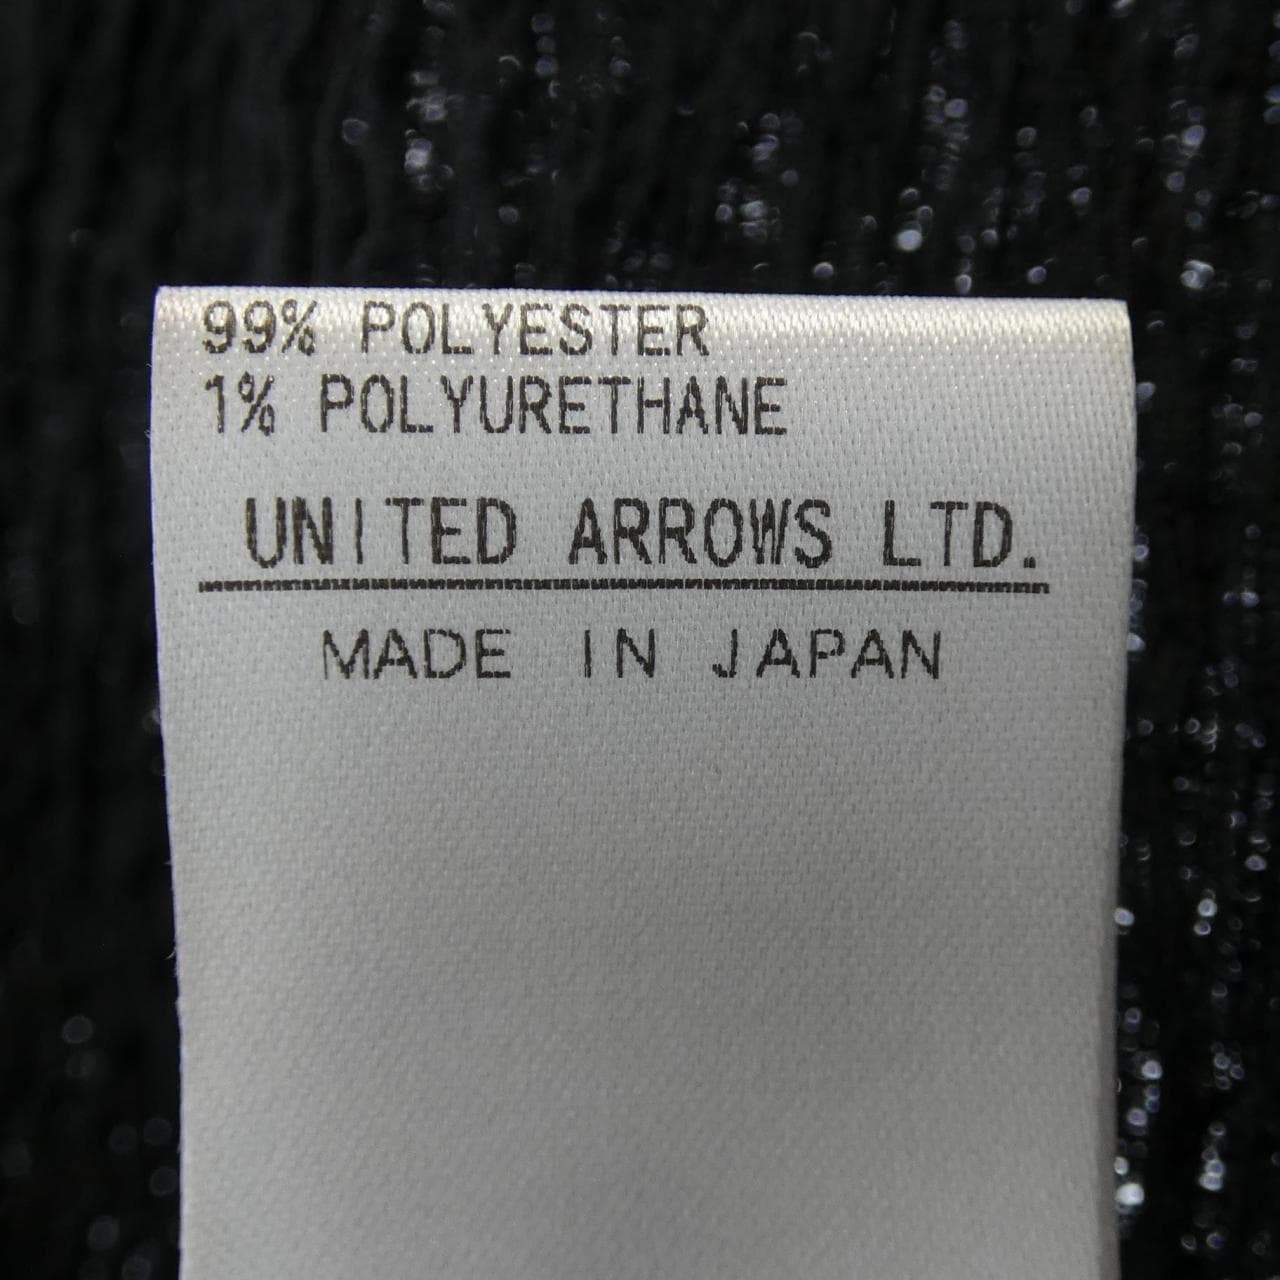 99% POLYESTER
1% POLYURETHANE
UNITED ARROWS LTD.
MADE IN JAPAN